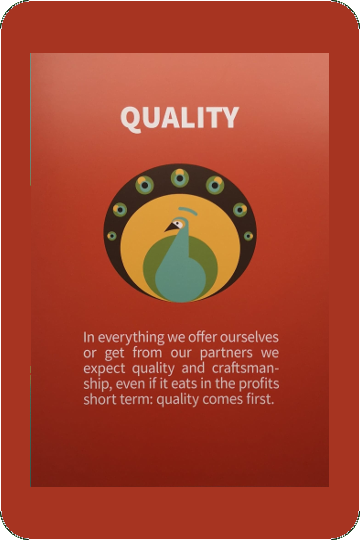 QUALITY
In everything we offer ourselves
or get from our partners we
expect quality and craftsman-
ship, even if it eats in the profits
short term: quality comes first.